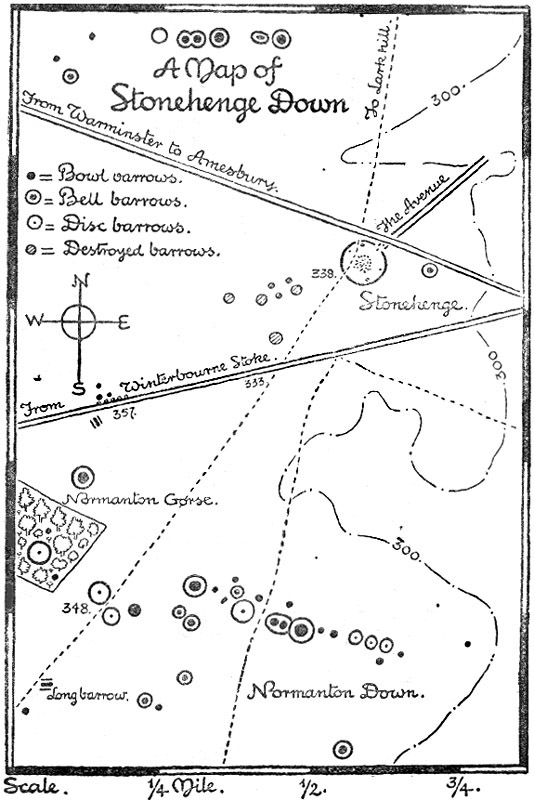 A Map of
Stonehenge Down
To Larkhill.
300.
From Warminster to Amesbury.
= Bowl barrows.
= Bell barrows.
= Disc barrows.
= Destroyed barrows.
The Avenue
338.
Stonehenge.
N
W E
S
From Winterbourne Stoke.
333.
357.
300
Normanton Gorse.
300.
348.
Long barrow.
Normanton Down.
Scale. 1/4 Mile. 1/2. 3/4.